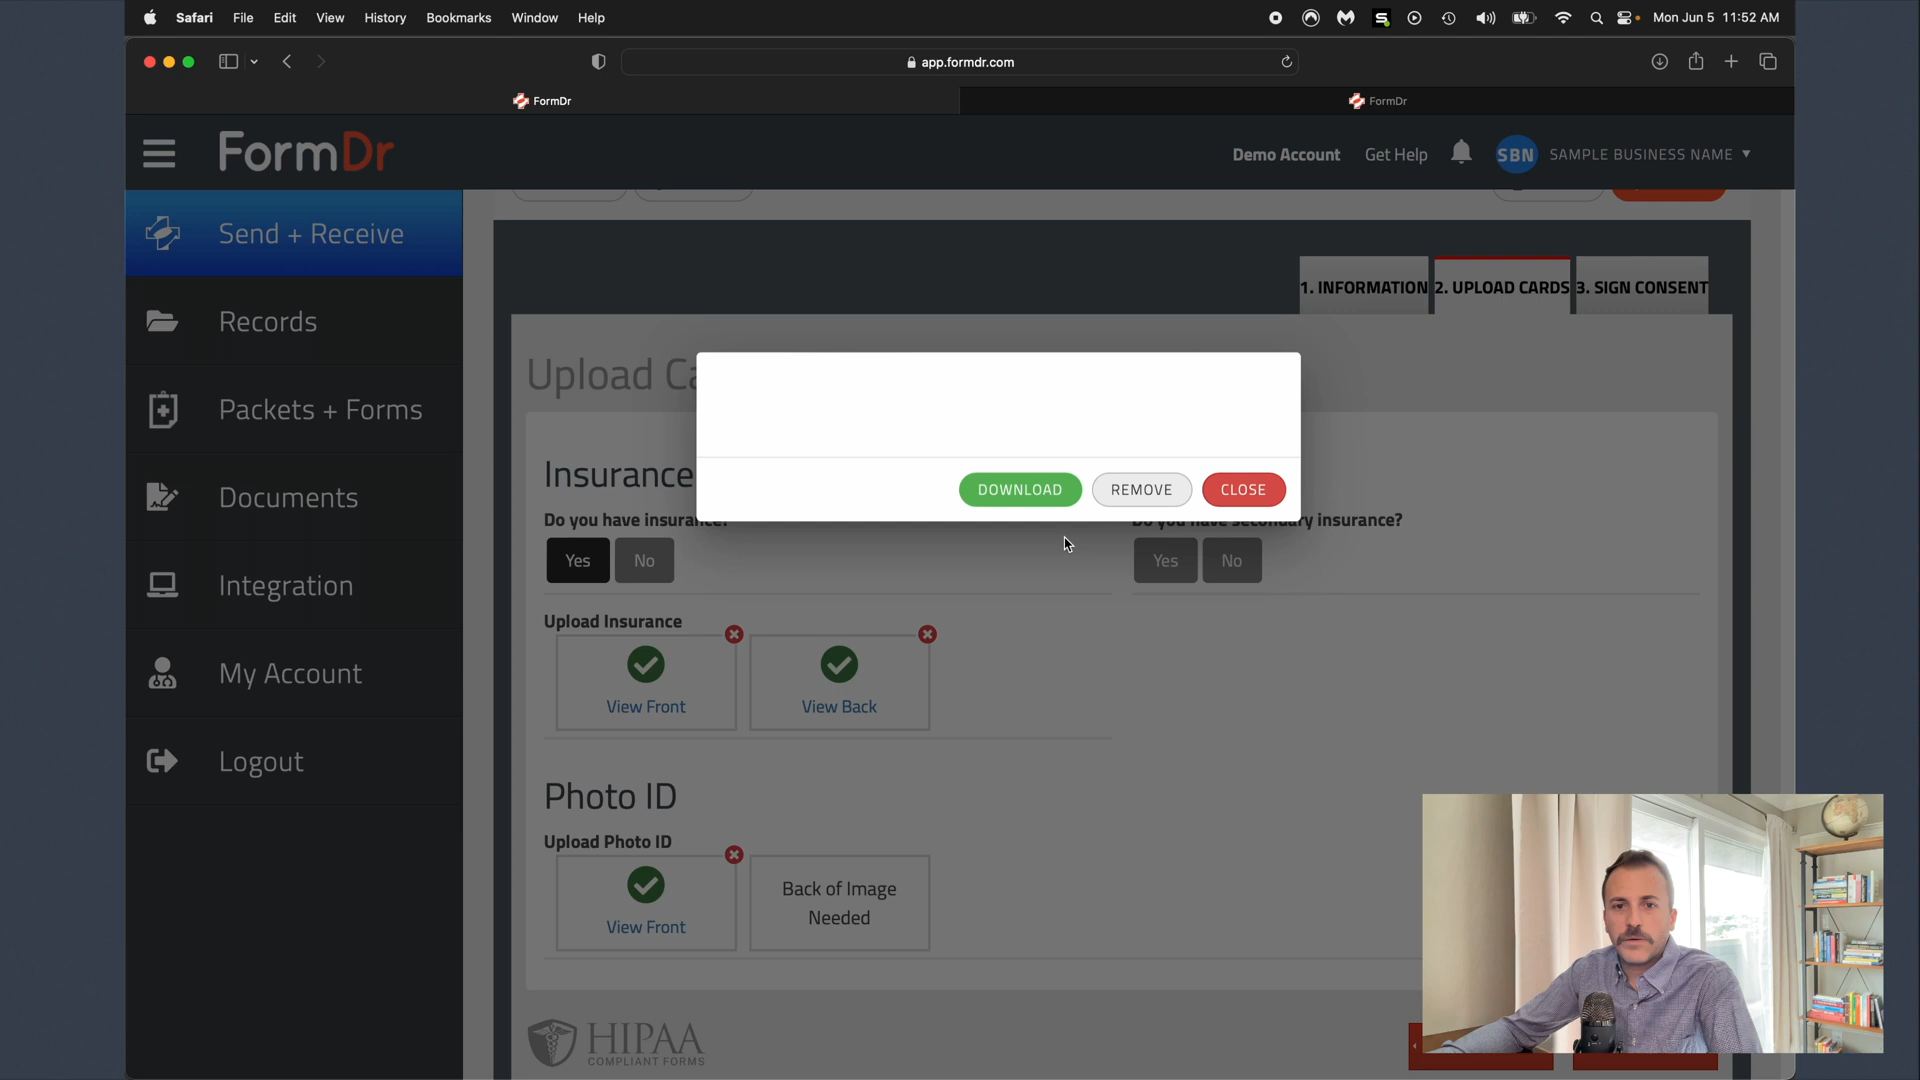 Safari File Edit View History Bookmarks Window Help
Mon Jun 5 11:52 AM
app.formdr.com
FormDr
FormDr
FormDr
Demo Account Get Help SBN SAMPLE BUSINESS NAME
Send + Receive
Records
Packets + Forms
Documents
Integration
My Account
Logout
1. INFORMATION 2. UPLOAD CARDS 3. SIGN CONSENT
Upload
DOWNLOAD REMOVE CLOSE
Insurance
Do you have insurance?
Do you have secondary insurance?
Yes No
Yes No
Upload Insurance
View Front View Back
Photo ID
Upload Photo ID
View Front
Back of Image
Needed
HIPAA
COMPLIANT FORMS